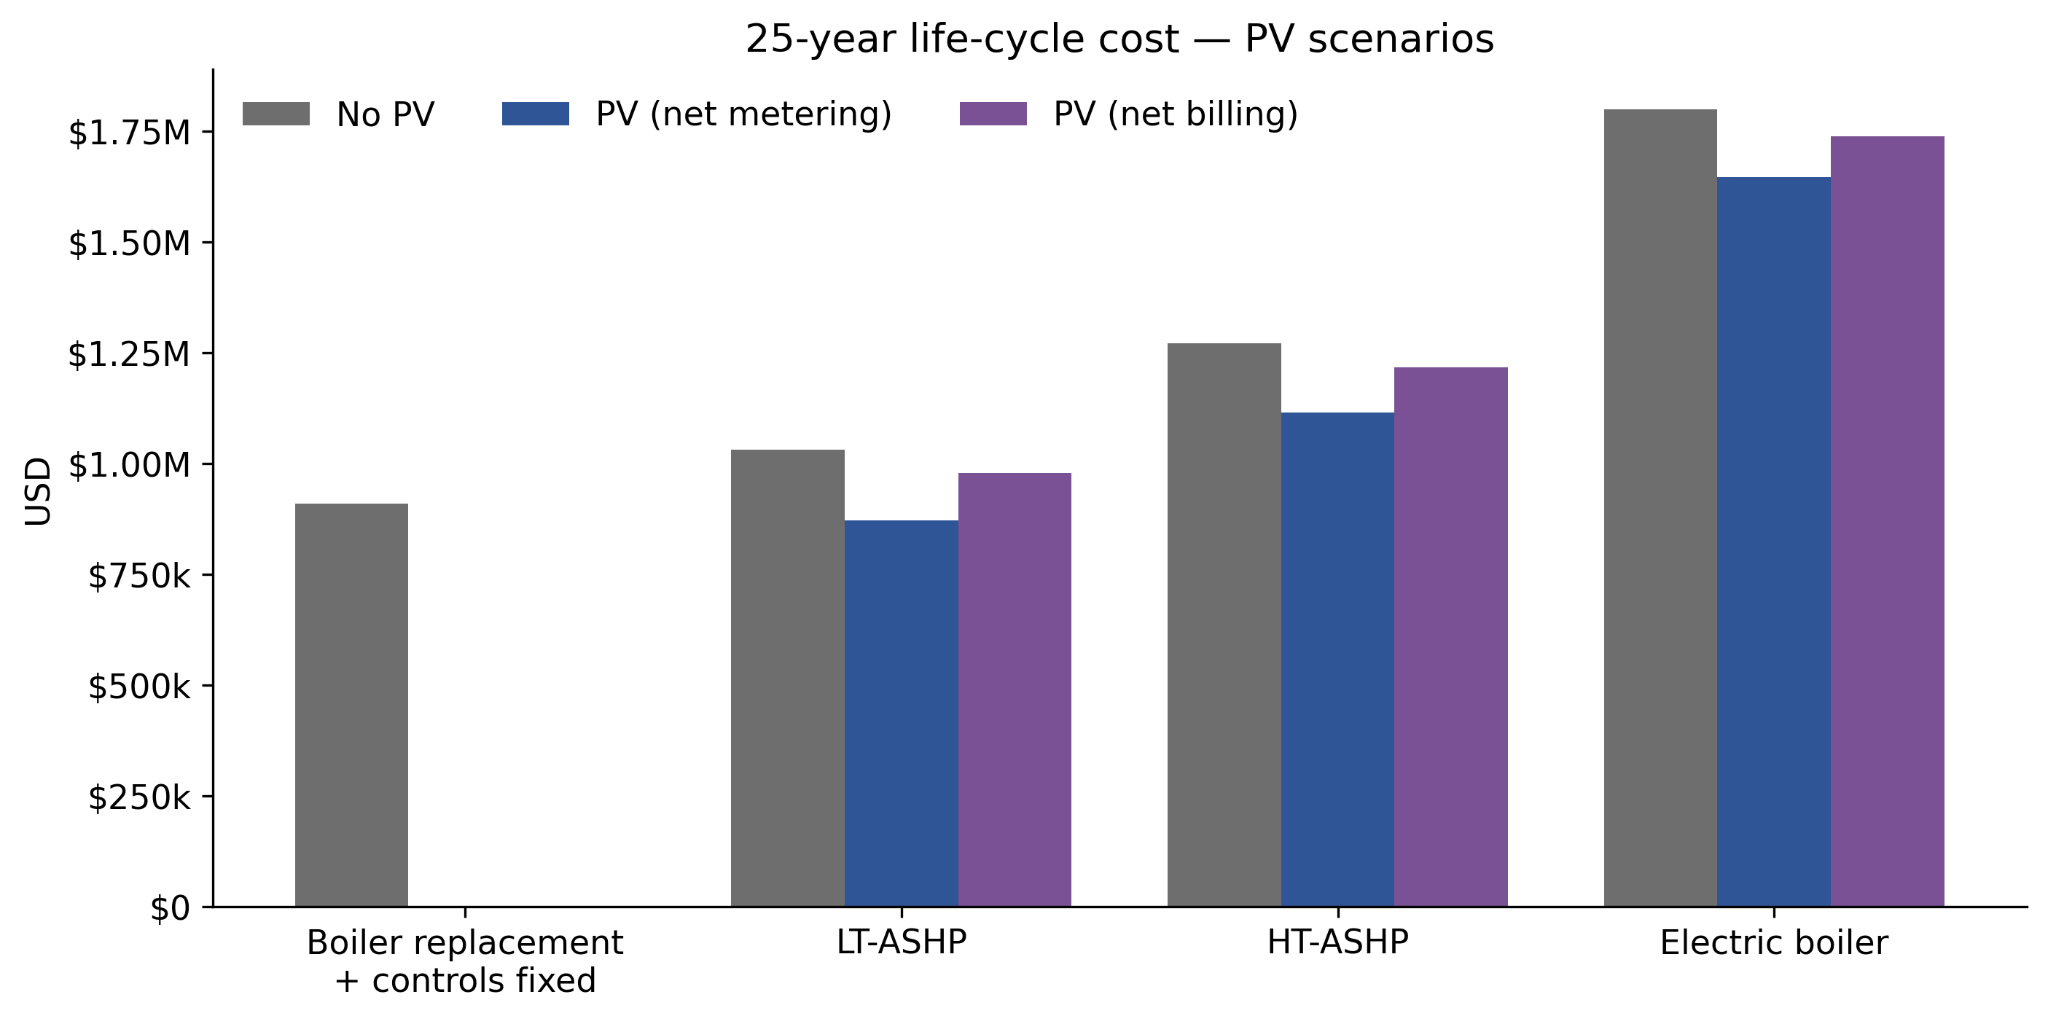 25-year life-cycle cost — PV scenarios
No PV
PV (net metering)
PV (net billing)
$1.75M
$1.50M
$1.25M
$1.00M
$750k
$500k
$250k
$0
USD
Boiler replacement
+ controls fixed
LT-ASHP
HT-ASHP
Electric boiler